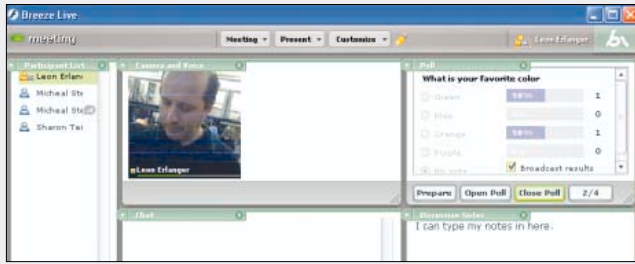 Breeze Live
meeting
Meeting Present Customize
Leon Erlanger
Participant List
Leon Erlan
Micheal Ste
Micheal Ste
Sharon Tei
Camera and Voice
Leon Erlanger
Poll
What is your favorite color
Green 50% 1
Blue 0
Orange 50% 1
Purple 0
No Vote
Broadcast results
Prepare Open Poll Close Poll 2/4
Chat
Discussion Notes
I can type my notes in here.